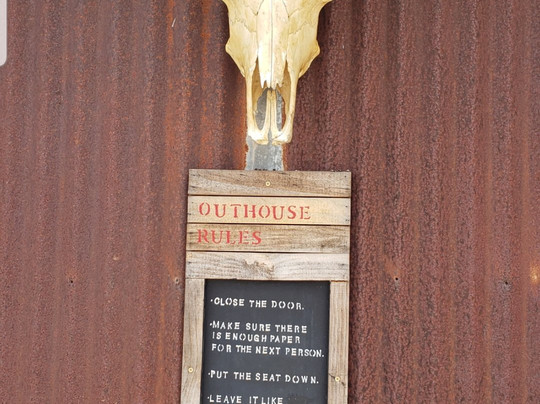 OUTHOUSE
RULES
·CLOSE THE DOOR.
·MAKE SURE THERE
IS ENOUGH PAPER
FOR THE NEXT PERSON.
·PUT THE SEAT DOWN.
·LEAVE IT LIKE